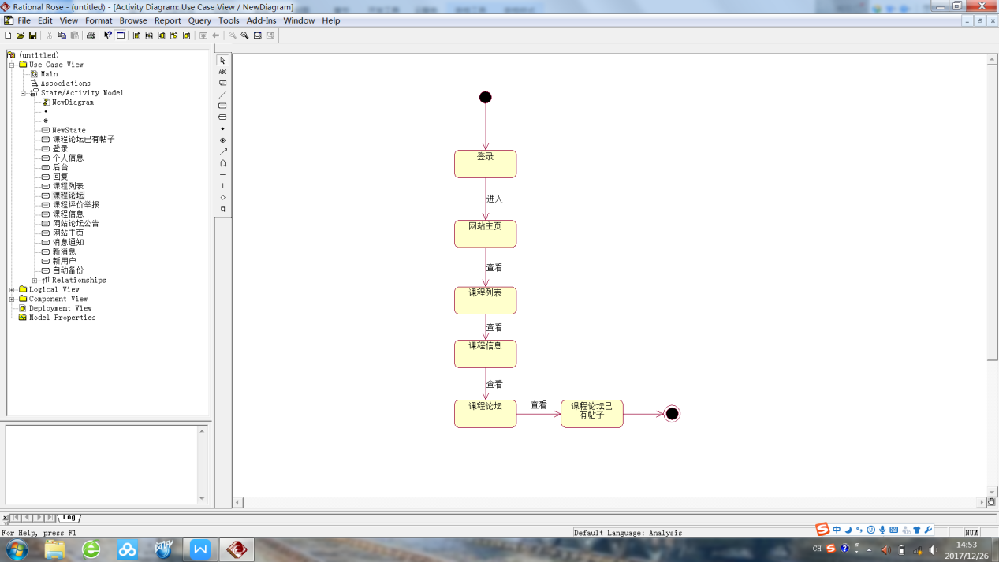 Rational Rose - (untitled) - [Activity Diagram: Use Case View / NewDiagram]
File Edit View Format Browse Report Query Tools Add-Ins Window Help
(untitled)
Use Case View
Main
Associations
State/Activity Model
NewDiagram
NewState
课程论坛已有帖子
登录
个人信息
后台
回复
课程列表
课程论坛
课程评价举报
课程信息
网站论坛公告
网站主页
消息通知
新消息
新用户
自动备份
Relationships
Logical View
Component View
Deployment View
Model Properties
ABC
登录
进入
网站主页
查看
课程列表
查看
课程信息
查看
课程论坛
查看
课程论坛已
有帖子
Log
For Help, press F1
Default Language: Analysis
NUM
中
CH
14:53
2017/12/26